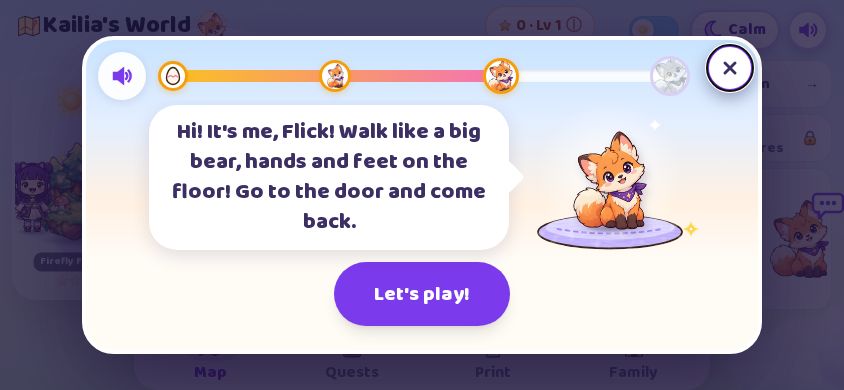 Kailia's World
0 · Lv 1 ⓘ
Calm
Hi! It's me, Flick! Walk like a big
bear, hands and feet on the
floor! Go to the door and come
back.
Let's play!
Firefly
Map
Quests
Print
Family